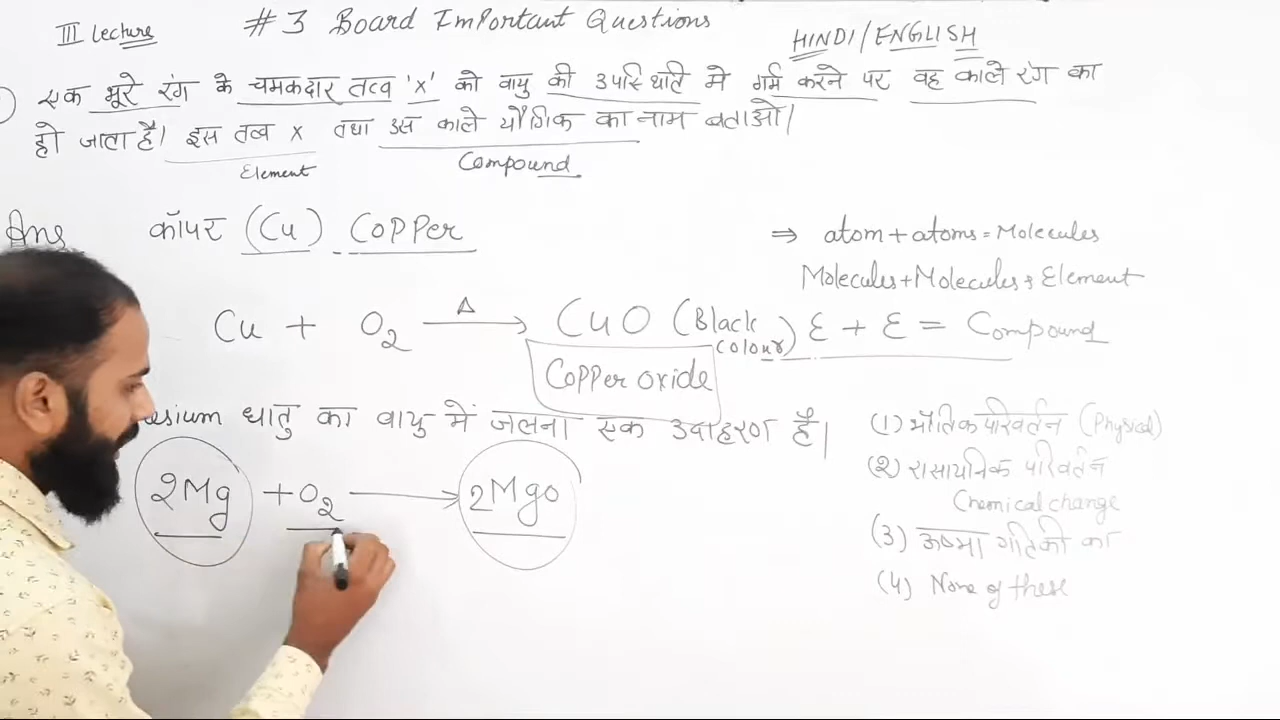 III Lecture
#3 Board Important Questions
HINDI/ENGLISH
एक भूरे रंग के चमकदार तत्व 'x' को वायु की उपस्थिति मे गर्म करने पर वह काले रंग का
हो जाता है। इस तत्व x तथा उस काले यौगिक का नाम बताओ।
Element
Compound
Ans कॉपर (Cu) Copper
⇒ atom + atoms = Molecules
Molecules + Molecules = Element
Cu + O2 —Δ→ CuO (Black colour)
E + E = Compound
Copper oxide
esium धातु का वायु में जलना एक उदाहरण है।
(1) भौतिक परिवर्तन (Physical)
(2) रासायनिक परिवर्तन
Chemical change
(3) ऊष्मा गतिकी का
(4) None of these
2Mg + O2 → 2Mgo